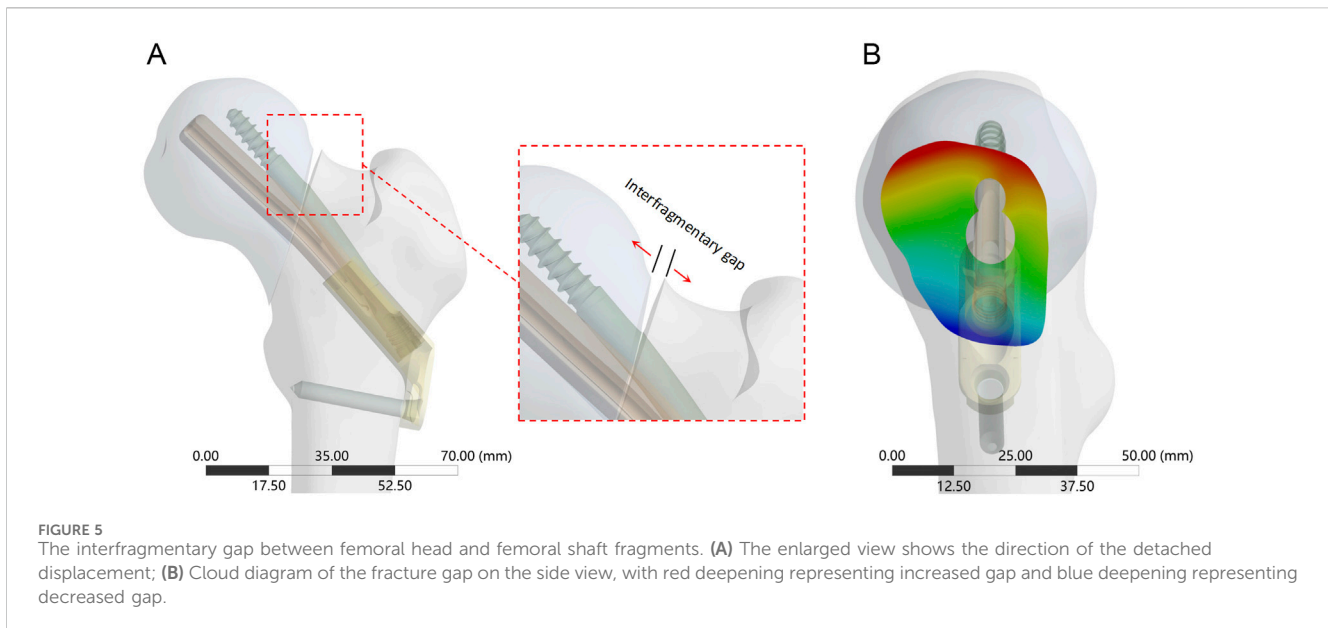 A
B
Interfragmentary gap
0.00 35.00 70.00 (mm)
17.50 52.50
0.00 25.00 50.00 (mm)
12.50 37.50
FIGURE 5
The interfragmentary gap between femoral head and femoral shaft fragments. (A) The enlarged view shows the direction of the detached
displacement; (B) Cloud diagram of the fracture gap on the side view, with red deepening representing increased gap and blue deepening representing
decreased gap.